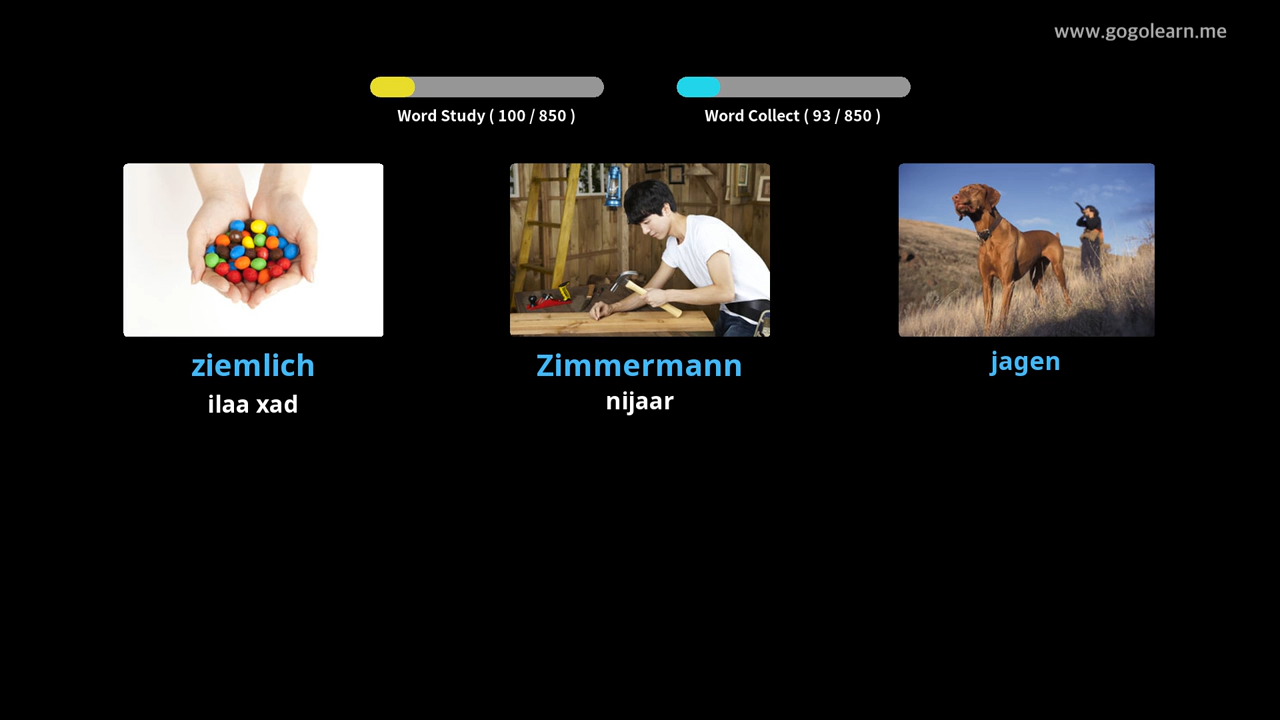 www.gogolearn.me
Word Study ( 100 / 850 )
Word Collect ( 93 / 850 )
ziemlich
ilaa xad
Zimmermann
nijaar
jagen